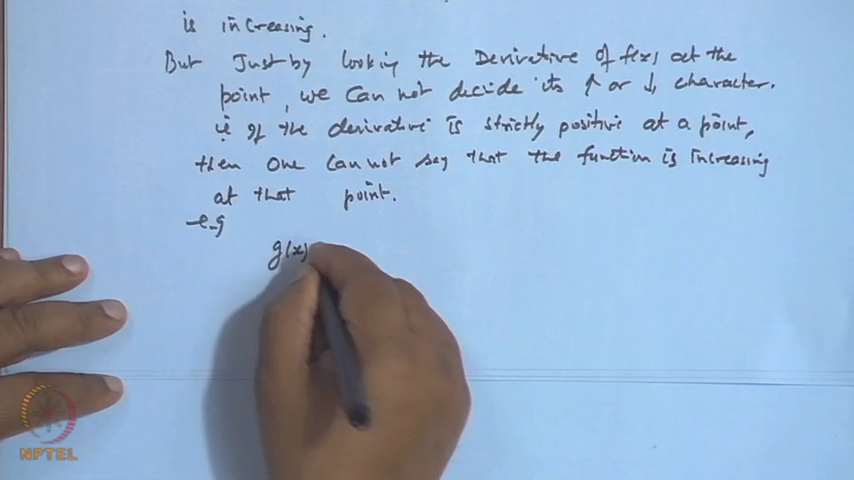 is increasing.
But Just by looking the Derivative of f(x) at the
point, we can not decide its ↑ or ↓ character.
ie if the derivative is strictly positive at a point,
then one can not say that the function is increasing
at that point.
e.g
g(x)
NPTEL